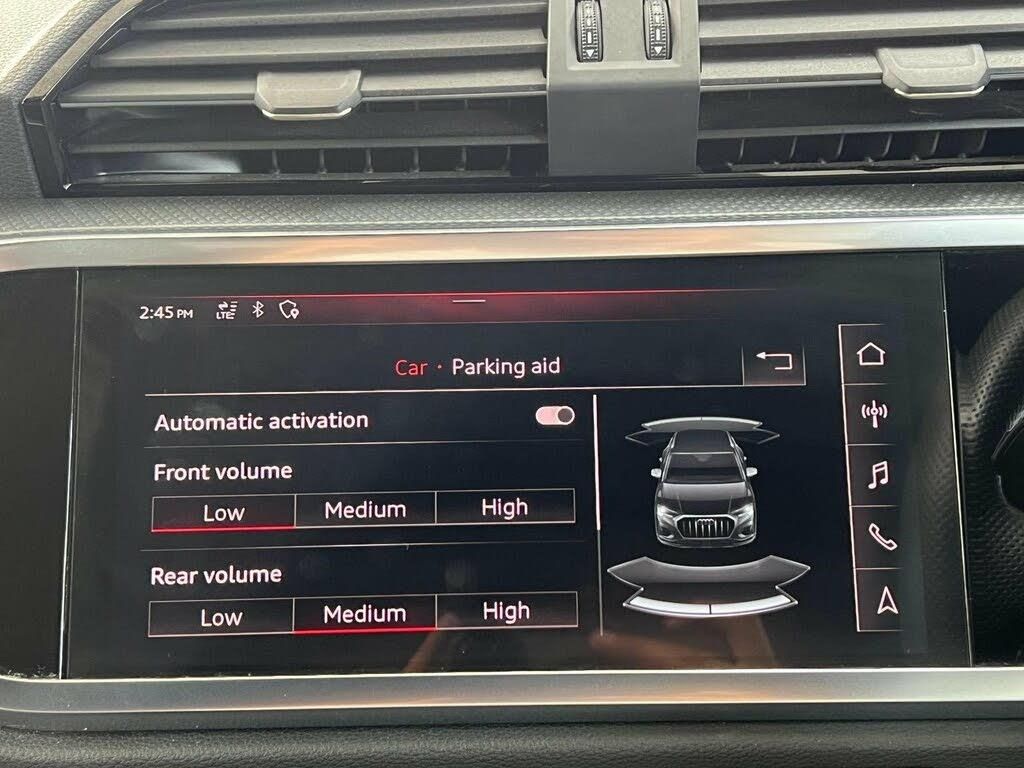 2:45 PM LTE
Car · Parking aid
Automatic activation
Front volume
Low Medium High
Rear volume
Low Medium High